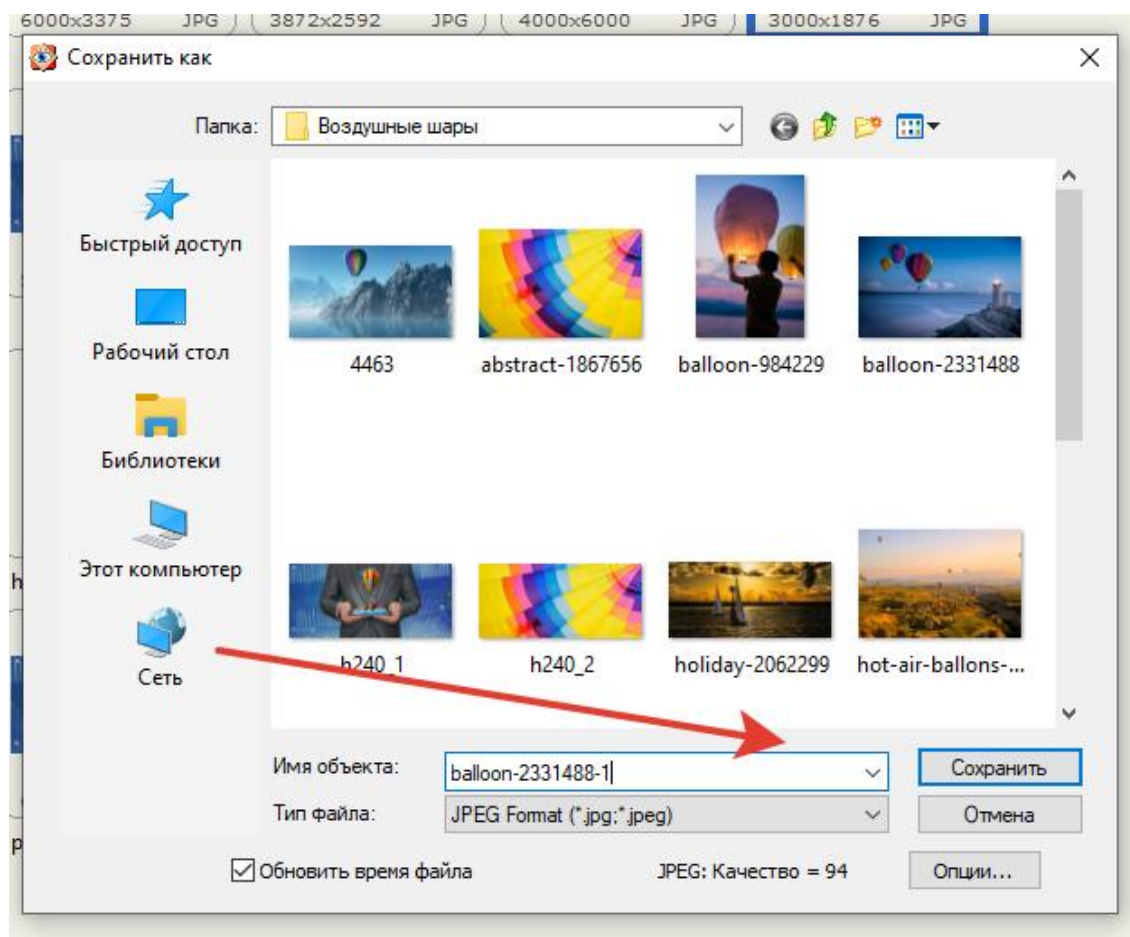 6000x3375 JPG 3872x2592 JPG 4000x6000 JPG 3000x1876 JPG
Сохранить как
Папка: Воздушные шары
Быстрый доступ
Рабочий стол
Библиотеки
Этот компьютер
Сеть
4463 abstract-1867656 balloon-984229 balloon-2331488
h240_1 h240_2 holiday-2062299 hot-air-ballons-...
Имя объекта: balloon-2331488-1
Сохранить
Тип файла: JPEG Format (*.jpg;*.jpeg)
Отмена
Обновить время файла JPEG: Качество = 94 Опции...
h
p